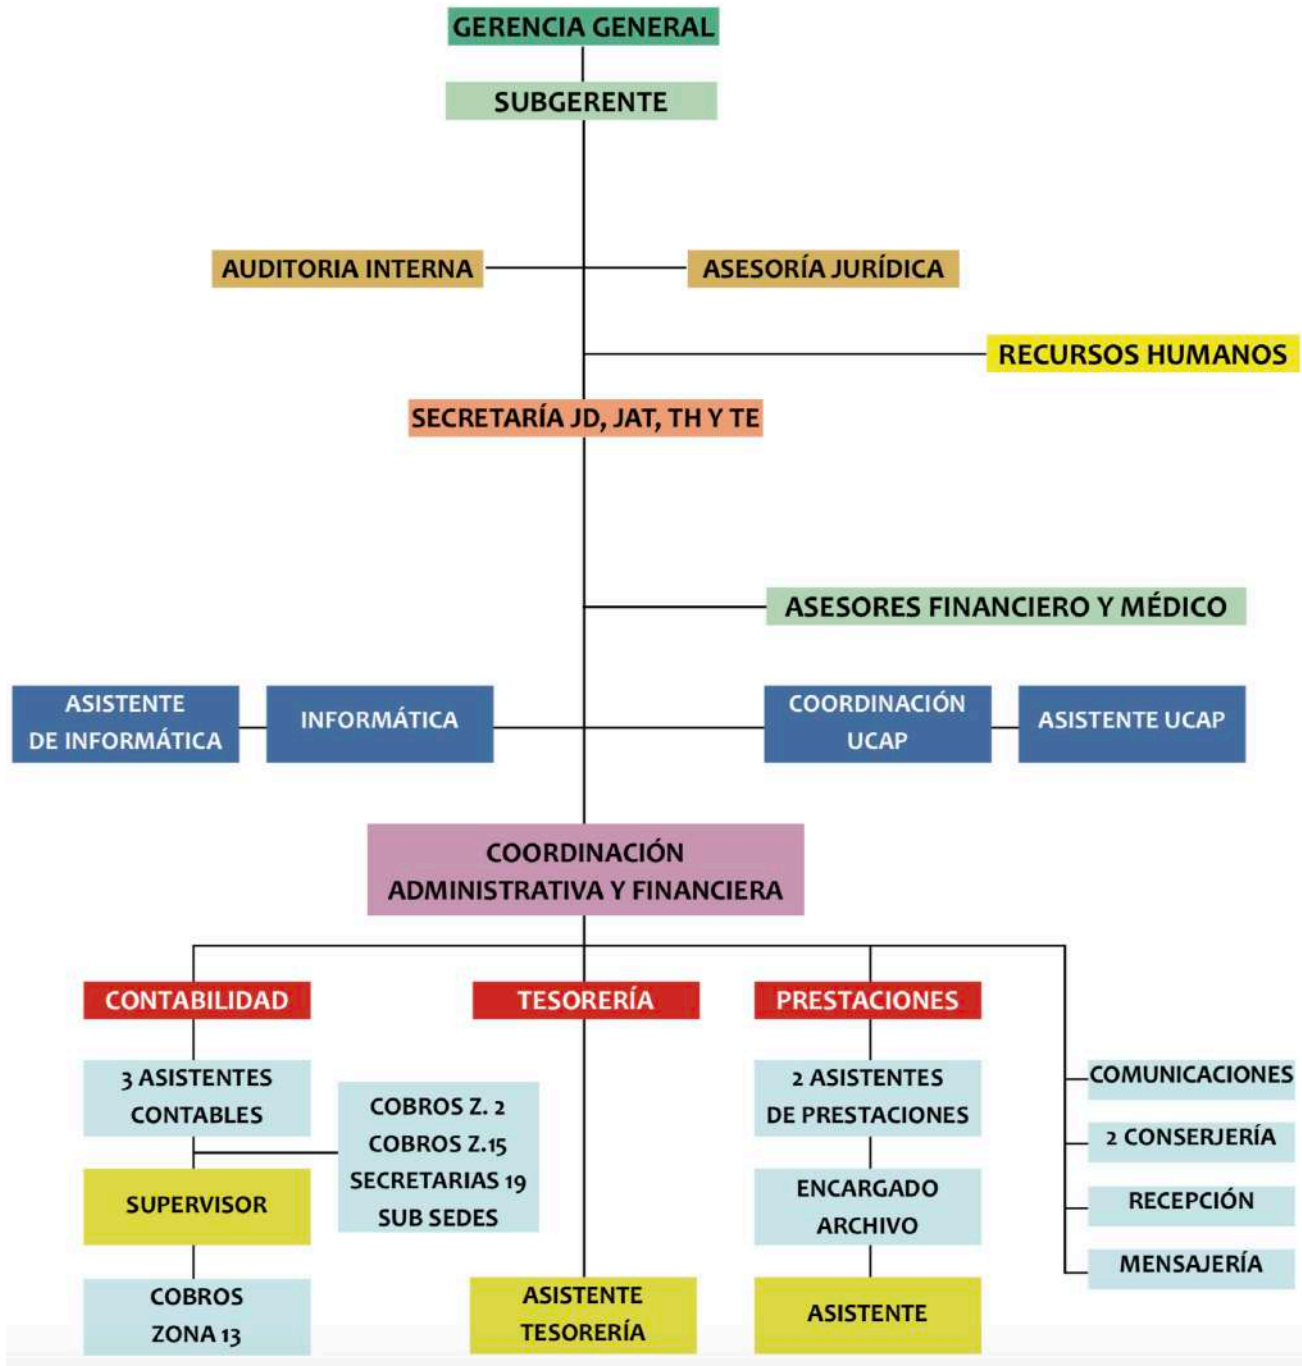 GERENCIA GENERAL
SUBGERENTE
AUDITORIA INTERNA
ASESORÍA JURÍDICA
RECURSOS HUMANOS
SECRETARÍA JD, JAT, TH Y TE
ASESORES FINANCIERO Y MÉDICO
ASISTENTE
DE INFORMÁTICA
INFORMÁTICA
COORDINACIÓN
UCAP
ASISTENTE UCAP
COORDINACIÓN
ADMINISTRATIVA Y FINANCIERA
CONTABILIDAD
3 ASISTENTES
CONTABLES
COBROS Z. 2
COBROS Z.15
SECRETARIAS 19
SUB SEDES
SUPERVISOR
COBROS
ZONA 13
TESORERÍA
ASISTENTE
TESORERÍA
PRESTACIONES
2 ASISTENTES
DE PRESTACIONES
ENCARGADO
ARCHIVO
ASISTENTE
COMUNICACIONES
2 CONSERJERÍA
RECEPCIÓN
MENSAJERÍA